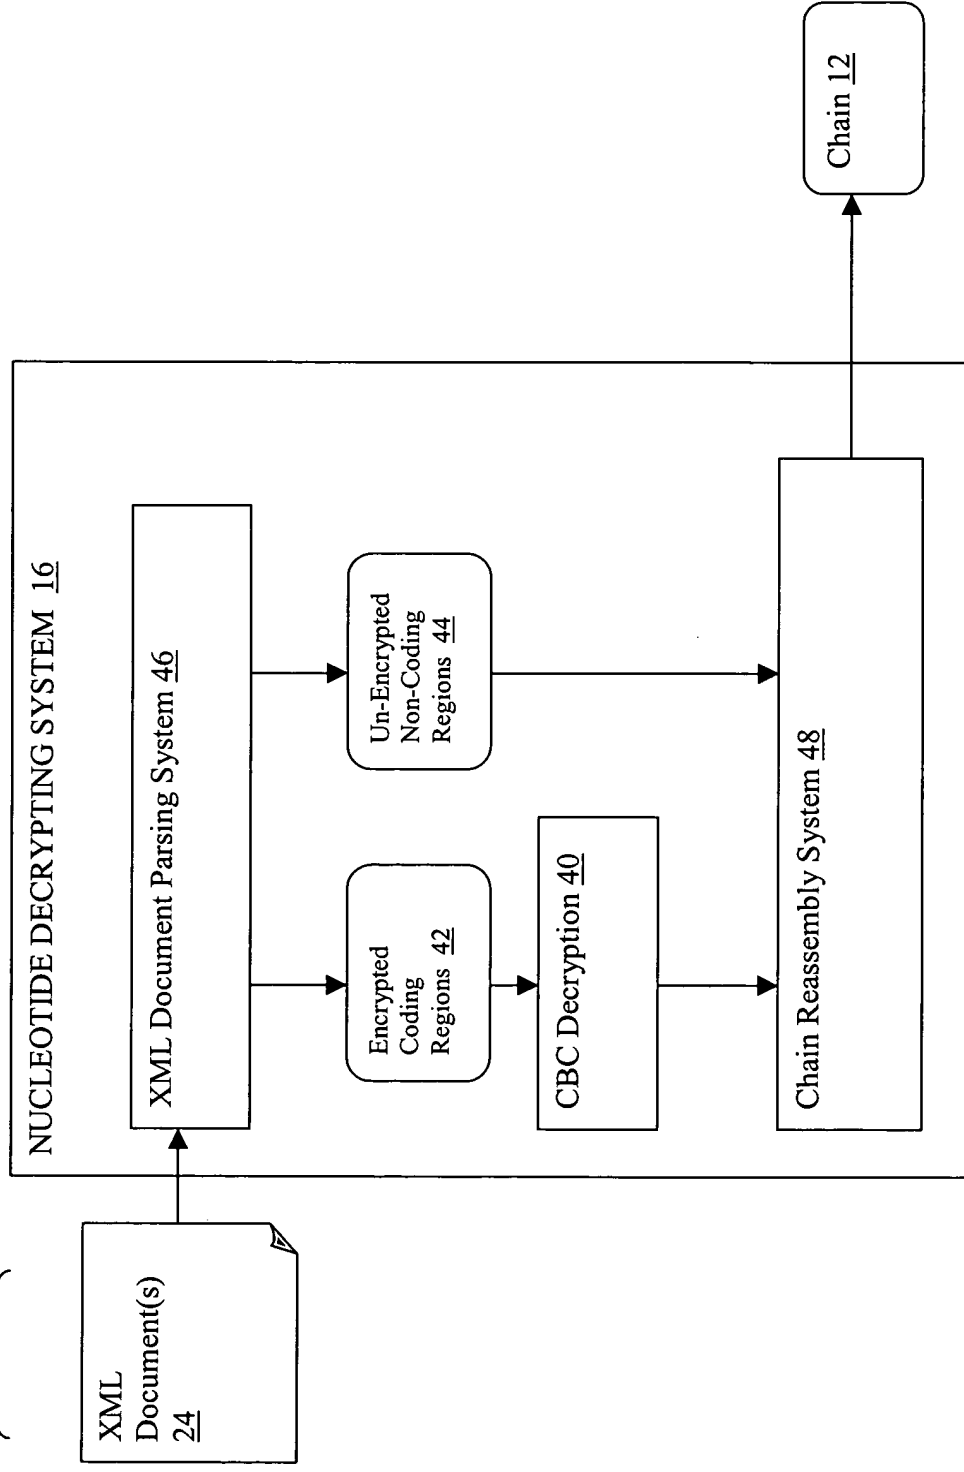 NUCLEOTIDE DECRYPTING SYSTEM 16
XML
Document(s)
24
XML Document Parsing System 46
Encrypted
Coding
Regions 42
Un-Encrypted
Non-Coding
Regions 44
CBC Decryption 40
Chain Reassembly System 48
Chain 12